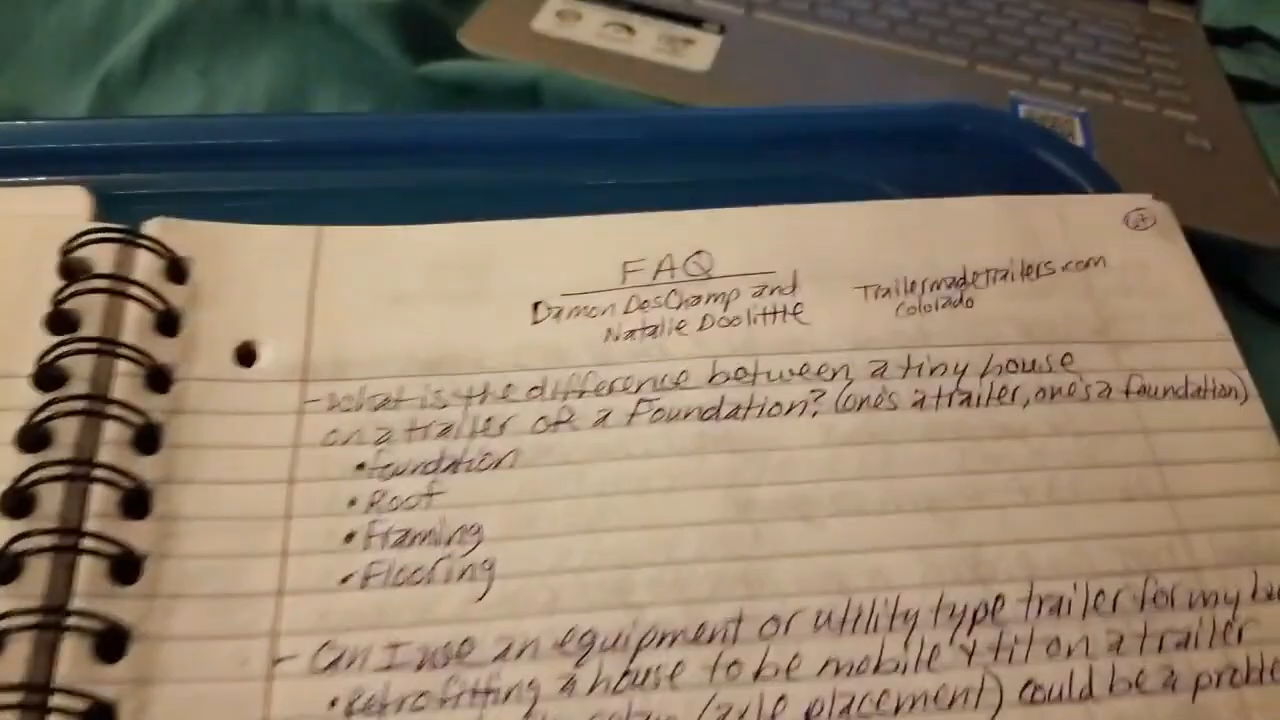 FAQ
Damon DesChamp and
Natalie Doolittle
Trailermadetrailers.com
Colorado
- What is the difference between a tiny house
on a trailer or a Foundation? (one's a trailer, one's a foundation)
• foundation
• Roof
• Framing
• Flooring
- Can I use an equipment or utility type trailer for my
• Retrofitting a house to be mobile & fit on a trailer
(axle placement) could be a proble